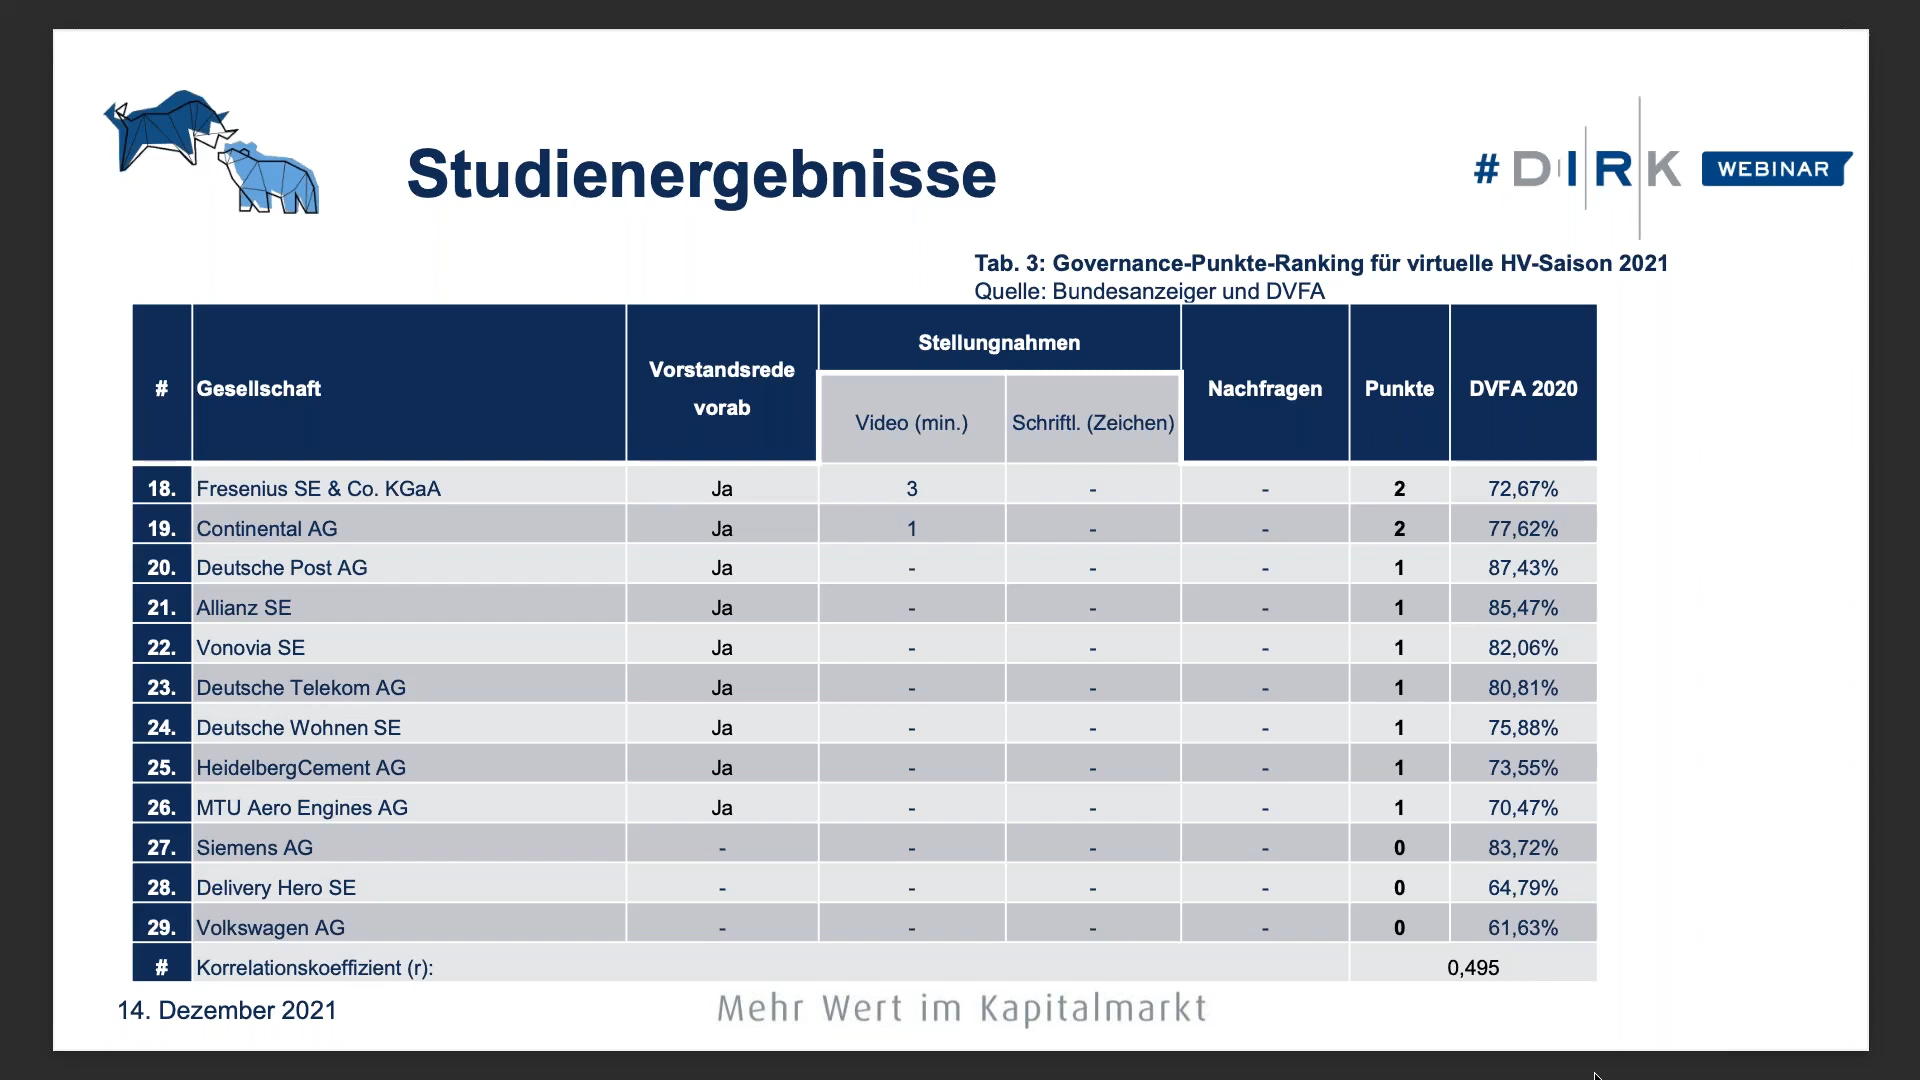 Studienergebnisse
# DIRK WEBINAR
Tab. 3: Governance-Punkte-Ranking für virtuelle HV-Saison 2021
Quelle: Bundesanzeiger und DVFA
# Gesellschaft Vorstandsrede vorab Stellungnahmen Nachfragen Punkte DVFA 2020
Video (min.) Schriftl. (Zeichen)
18. Fresenius SE & Co. KGaA Ja 3 - - 2 72,67%
19. Continental AG Ja 1 - - 2 77,62%
20. Deutsche Post AG Ja - - - 1 87,43%
21. Allianz SE Ja - - - 1 85,47%
22. Vonovia SE Ja - - - 1 82,06%
23. Deutsche Telekom AG Ja - - - 1 80,81%
24. Deutsche Wohnen SE Ja - - - 1 75,88%
25. HeidelbergCement AG Ja - - - 1 73,55%
26. MTU Aero Engines AG Ja - - - 1 70,47%
27. Siemens AG - - - - 0 83,72%
28. Delivery Hero SE - - - - 0 64,79%
29. Volkswagen AG - - - - 0 61,63%
# Korrelationskoeffizient (r): 0,495
14. Dezember 2021
Mehr Wert im Kapitalmarkt